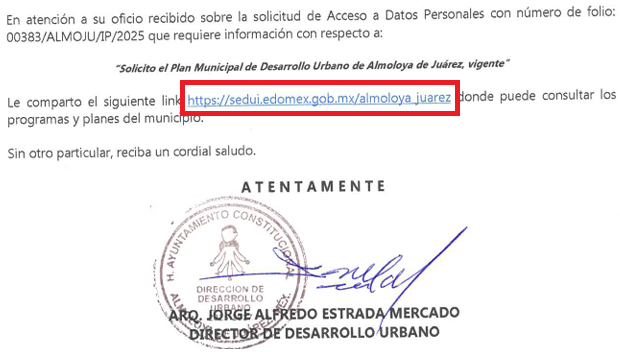 En atención a su oficio recibido sobre la solicitud de Acceso a Datos Personales con número de folio:
00383/ALMOJU/IP/2025 que requiere información con respecto a:
"Solicito el Plan Municipal de Desarrollo Urbano de Almoloya de Juárez, vigente"
Le comparto el siguiente link https://sedui.edomex.gob.mx/almoloya_juarez donde puede consultar los
programas y planes del municipio.
Sin otro particular, reciba un cordial saludo.
ATENTAMENTE
H. AYUNTAMIENTO CONSTITUCIONAL
DIRECCION DE
DESARROLLO
URBANO
ARQ. JORGE ALFREDO ESTRADA MERCADO
DIRECTOR DE DESARROLLO URBANO